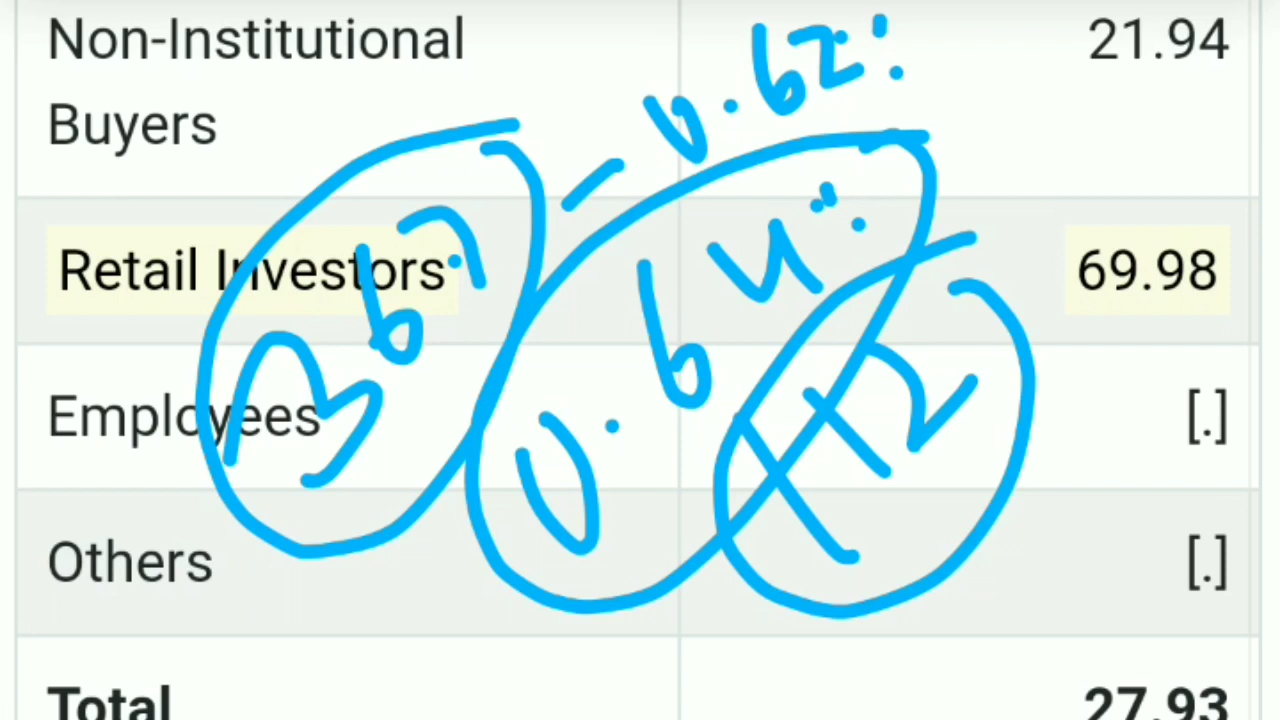 Non-Institutional 21.94
Buyers
- 0.62
Retail Investors 69.98
367
0.64
112
Employees [.]
Others [.]
Total 27.93